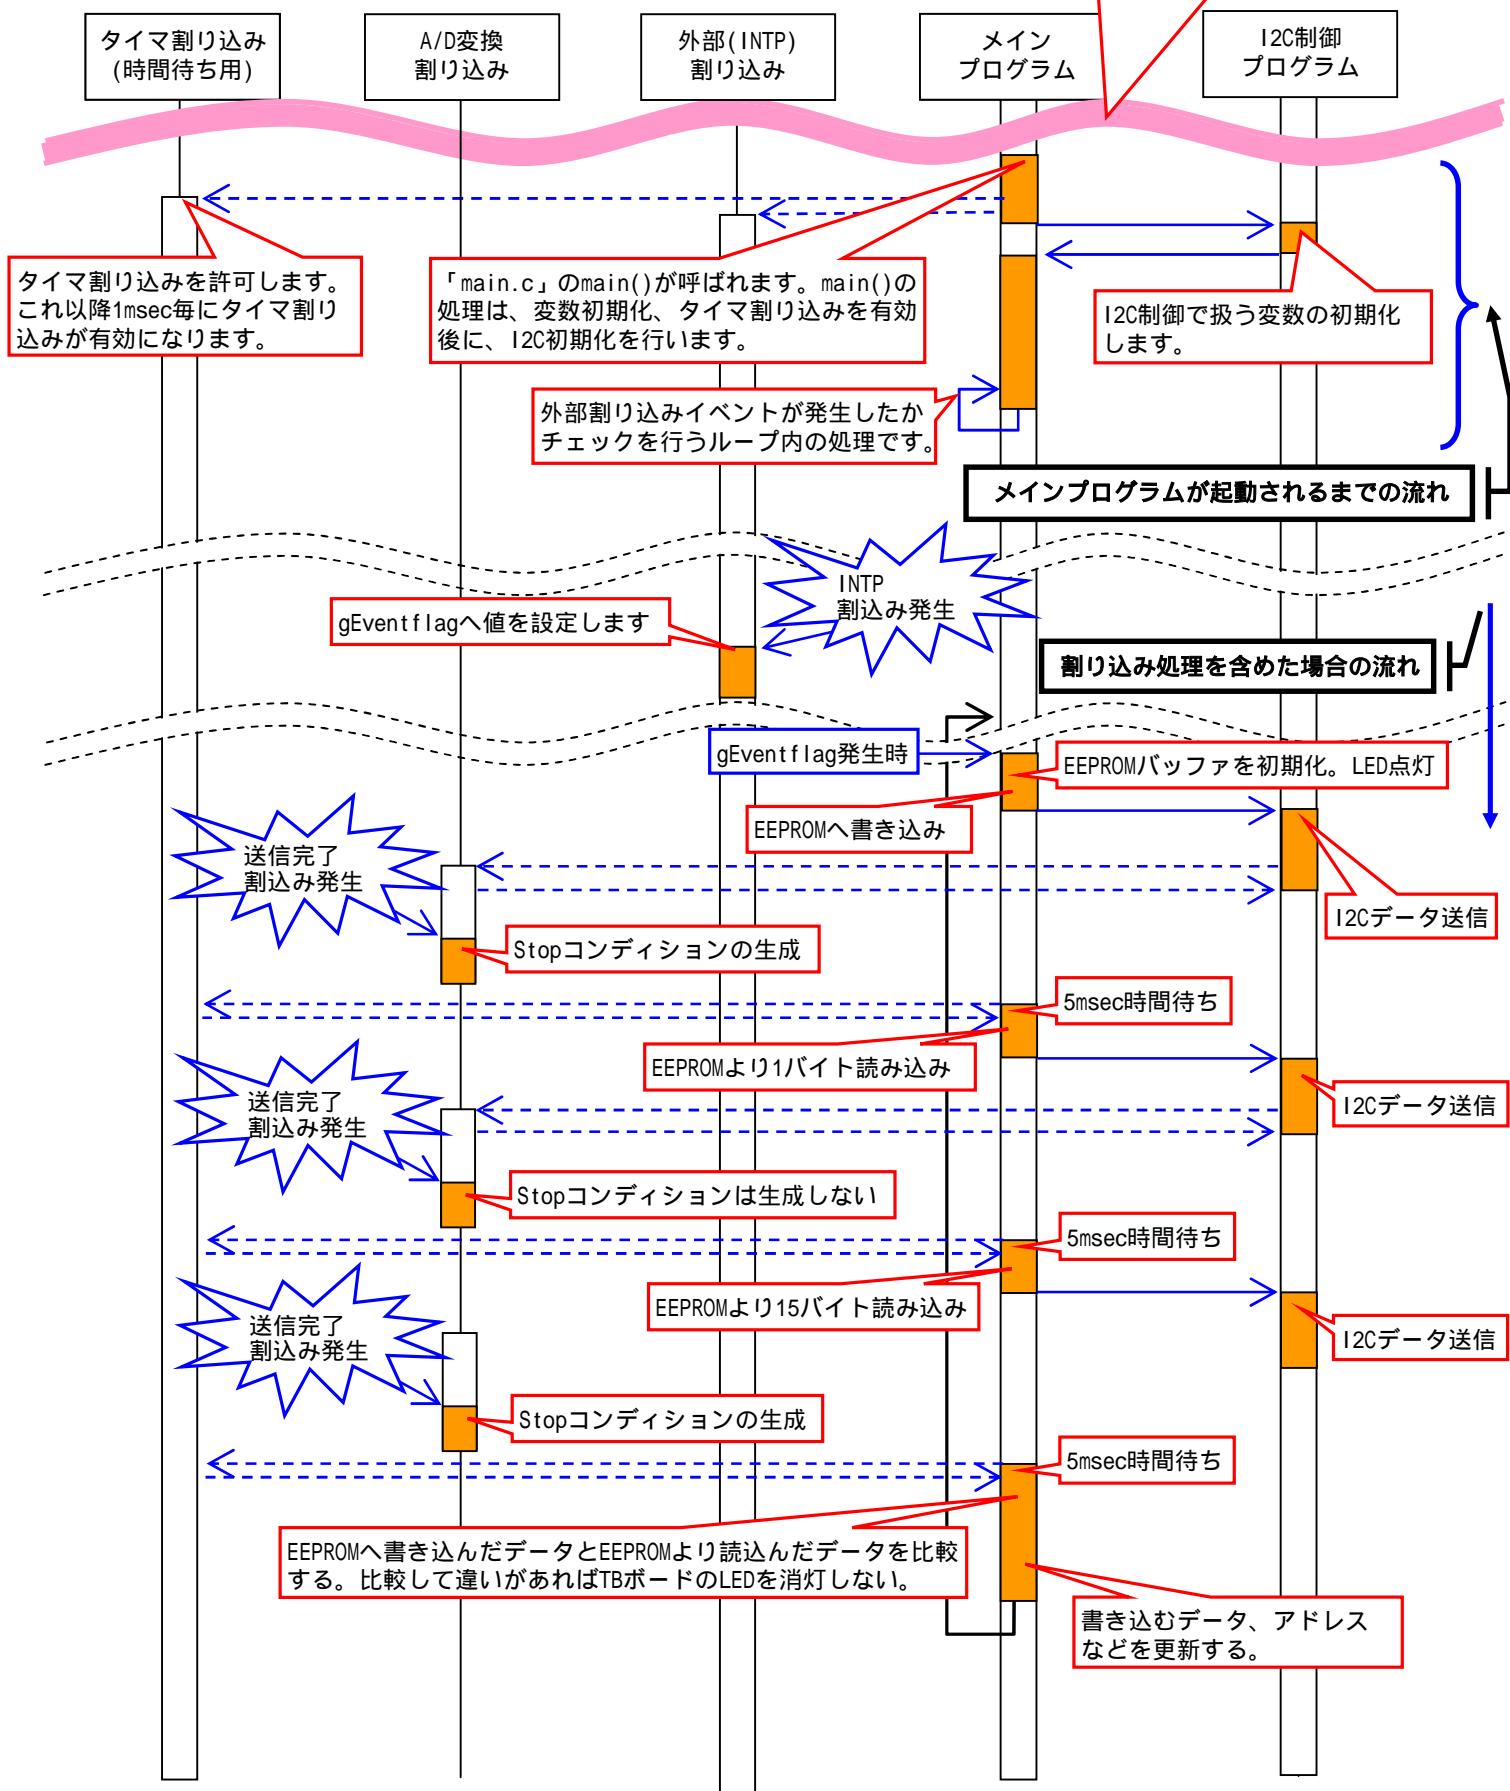 タイマ割り込み
(時間待ち用)
A/D変換
割り込み
外部(INTP)
割り込み
メイン
プログラム
I2C制御
プログラム
タイマ割り込みを許可します。
これ以降1msec毎にタイマ割り
込みが有効になります。
「main.c」のmain()が呼ばれます。main()の
処理は、変数初期化、タイマ割り込みを有効
後に、I2C初期化を行います。
I2C制御で扱う変数の初期化
します。
外部割り込みイベントが発生したか
チェックを行うループ内の処理です。
メインプログラムが起動されるまでの流れ
INTP
割込み発生
gEventflagへ値を設定します
割り込み処理を含めた場合の流れ
gEventflag発生時
EEPROMバッファを初期化。LED点灯
EEPROMへ書き込み
送信完了
割込み発生
I2Cデータ送信
Stopコンディションの生成
5msec時間待ち
EEPROMより1バイト読み込み
送信完了
割込み発生
I2Cデータ送信
Stopコンディションは生成しない
5msec時間待ち
EEPROMより15バイト読み込み
送信完了
割込み発生
I2Cデータ送信
Stopコンディションの生成
5msec時間待ち
EEPROMへ書き込んだデータとEEPROMより読込んだデータを比較
する。比較して違いがあればTBボードのLEDを消灯しない。
書き込むデータ、アドレス
などを更新する。